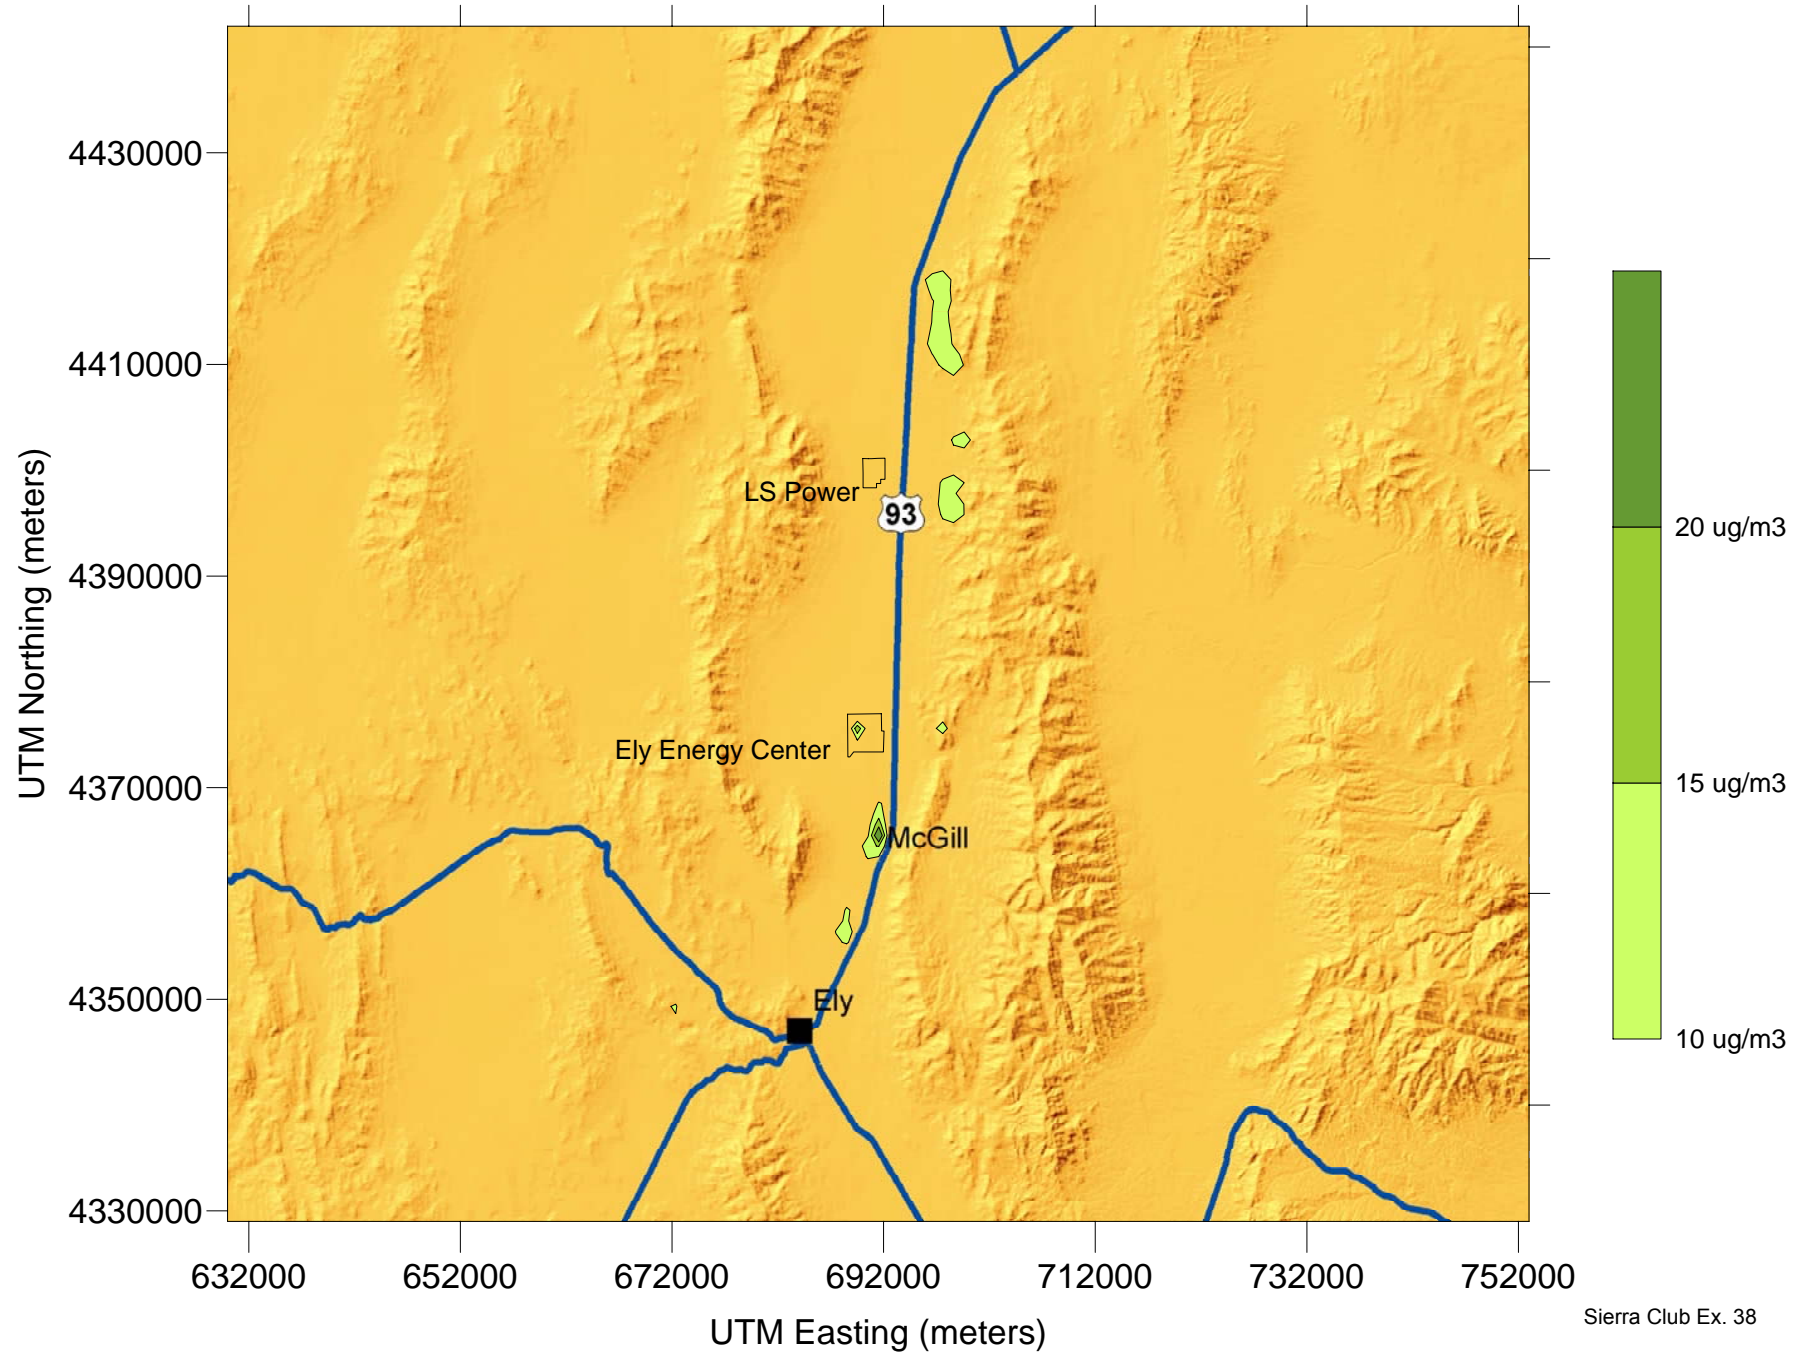 4430000
4410000
4390000
4370000
4350000
4330000
UTM Northing (meters)
LS Power
93
Ely Energy Center
McGill
Ely
20 ug/m3
15 ug/m3
10 ug/m3
632000
652000
672000
692000
712000
732000
752000
UTM Easting (meters)
Sierra Club Ex. 38